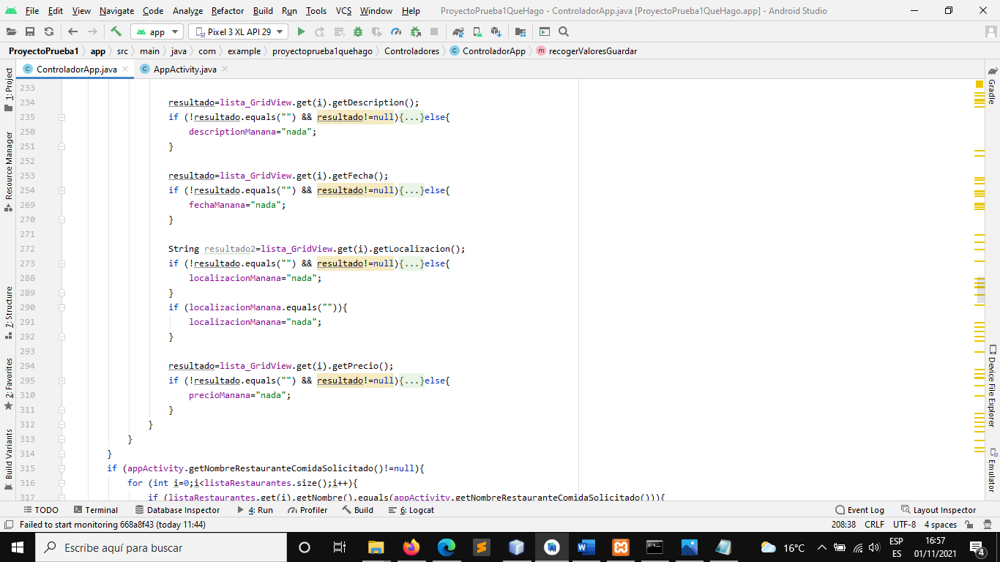 File Edit View Navigate Code Analyze Refactor Build Run Tools VCS Window Help ProyectoPrueba1QueHago - ControladorApp.java [ProyectoPrueba1QueHago.app] - Android Studio
app Pixel 3 XL API 29
ProyectoPrueba1 app src main java com example proyectoprueba1quehago Controladores ControladorApp recogerValoresGuardar
ControladorApp.java AppActivity.java
1: Project
Resource Manager
7: Structure
2: Favorites
Build Variants
233
234 resultado=lista_GridView.get(i).getDescription();
235 if (!resultado.equals("") && resultado!=null){...}else{
250 descriptionManana="nada";
251 }
252
253 resultado=lista_GridView.get(i).getFecha();
254 if (!resultado.equals("") && resultado!=null){...}else{
269 fechaManana="nada";
270 }
271
272 String resultado2=lista_GridView.get(i).getLocalizacion();
273 if (!resultado.equals("") && resultado!=null){...}else{
288 localizacionManana="nada";
289 }
290 if (localizacionManana.equals("")){
291 localizacionManana="nada";
292 }
293
294 resultado=lista_GridView.get(i).getPrecio();
295 if (!resultado.equals("") && resultado!=null){...}else{
310 precioManana="nada";
311 }
312 }
313 }
314 }
315 if (appActivity.getNombreRestauranteComidaSolicitado()!=null){
316 for (int i=0;i<listaRestaurantes.size();i++){
317 if (listaRestaurantes.get(i).getNombre().equals(appActivity.getNombreRestauranteComidaSolicitado())){
Gradle
Device File Explorer
Emulator
TODO Terminal Database Inspector 4: Run Profiler Build 6: Logcat Event Log Layout Inspector
Failed to start monitoring 668a8f43 (today 11:44) 208:38 CRLF UTF-8 4 spaces
Escribe aquí para buscar 16°C ESP ES 16:57 01/11/2021 4